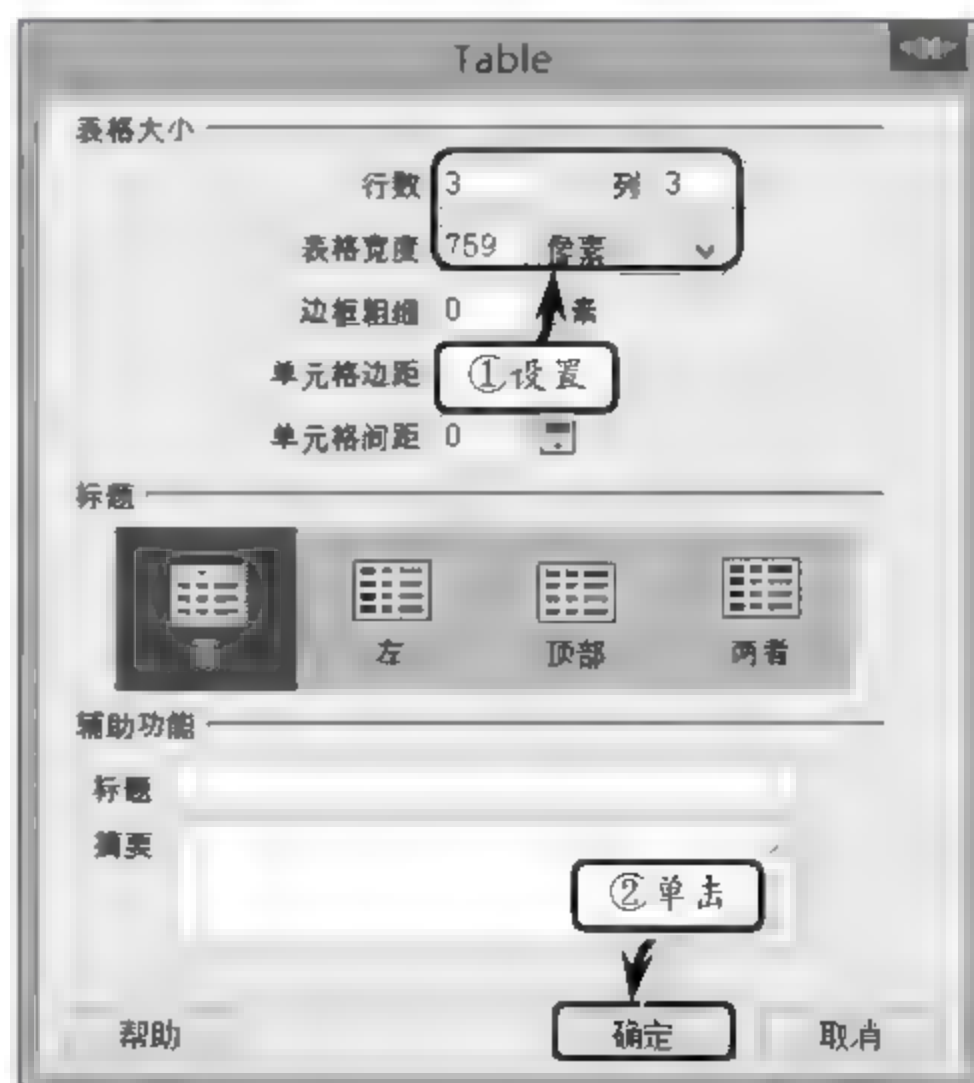 Table
表格大小
行数 3 列 3
表格宽度 759 像素
边框粗细 0 素
单元格边距 ①设置
单元格间距 0
标题
左 顶部 两者
辅助功能
标题
摘要
②单击
帮助 确定 取消